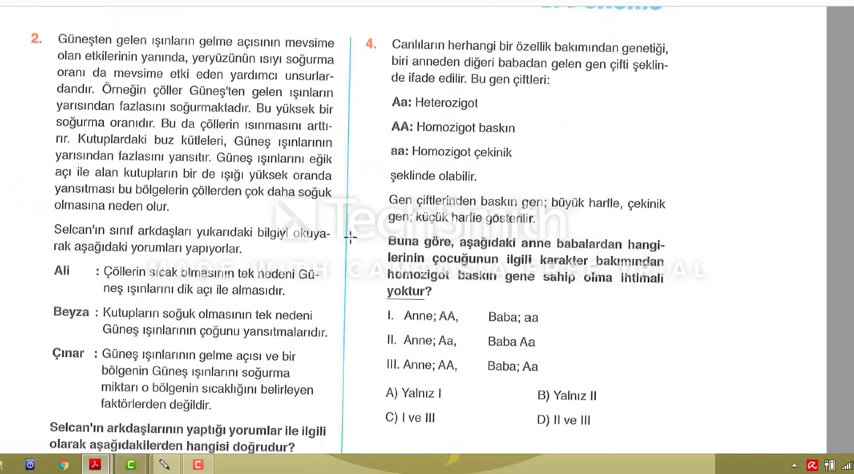 2. Güneşten gelen ışınların gelme açısının mevsime
olan etkilerinin yanında, yeryüzünün ısıyı soğurma
oranı da mevsime etki eden yardımcı unsurlar-
dandır. Örneğin çöller Güneş'ten gelen ışınların
yarısından fazlasını soğurmaktadır. Bu yüksek bir
soğurma oranıdır. Bu da çöllerin ısınmasını arttı-
rır. Kutuplardaki buz kütleleri, Güneş ışınlarının
yarısından fazlasını yansıtır. Güneş ışınlarını eğik
açı ile alan kutupların bir de ışığı yüksek oranda
yansıtması bu bölgelerin çöllerden çok daha soğuk
olmasına neden olur.
Selcan'ın sınıf arkdaşları yukarıdaki bilgiyi okuya-
rak aşağıdaki yorumları yapıyorlar.
Ali : Çöllerin sıcak olmasının tek nedeni Gü-
neş ışınlarını dik açı ile almasıdır.
Beyza : Kutupların soğuk olmasının tek nedeni
Güneş ışınlarının çoğunu yansıtmalarıdır.
Çınar : Güneş ışınlarının gelme açısı ve bir
bölgenin Güneş ışınlarını soğurma
miktarı o bölgenin sıcaklığını belirleyen
faktörlerden değildir.
Selcan'ın arkdaşlarının yaptığı yorumlar ile ilgili
olarak aşağıdakilerden hangisi doğrudur?
4. Canlıların herhangi bir özellik bakımından genetiği,
biri anneden diğeri babadan gelen gen çifti şeklin-
de ifade edilir. Bu gen çiftleri:
Aa: Heterozigot
AA: Homozigot baskın
aa: Homozigot çekinik
şeklinde olabilir.
Gen çiftlerinden baskın gen; büyük harfle, çekinik
gen; küçük harfle gösterilir.
Buna göre, aşağıdaki anne babalardan hangi-
lerinin çocuğunun ilgili karakter bakımından
homozigot baskın gene sahip olma ihtimali
yoktur?
I. Anne; AA, Baba; aa
II. Anne; Aa, Baba Aa
III. Anne; AA, Baba; Aa
A) Yalnız I B) Yalnız II
C) I ve III D) II ve III
TechSmith
MADE WITH CAMTASIA FREE TRIAL